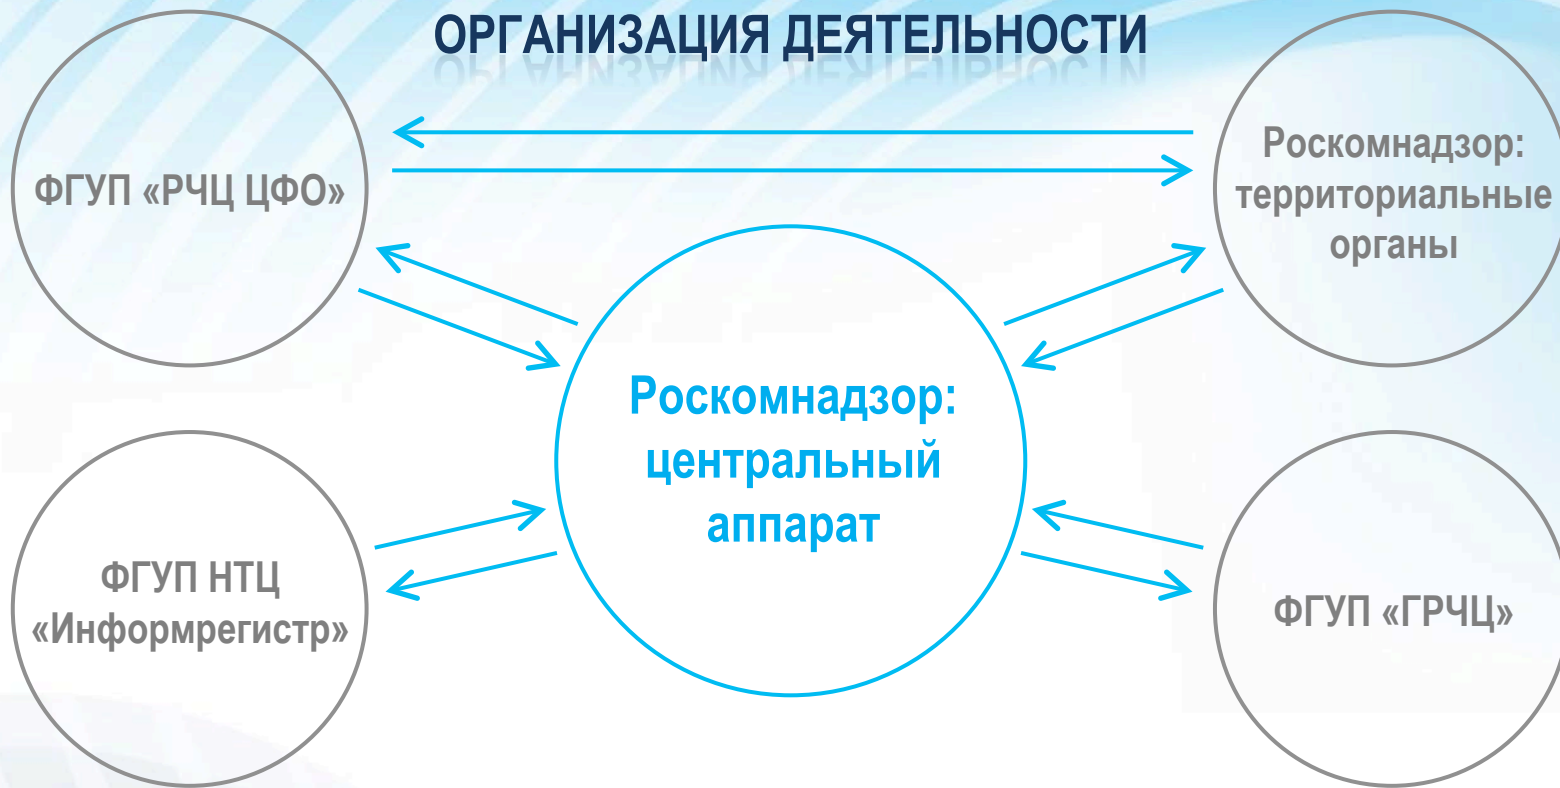 ОРГАНИЗАЦИЯ ДЕЯТЕЛЬНОСТИ
ФГУП «РЧЦ ЦФО»
Роскомнадзор:
территориальные
органы
Роскомнадзор:
центральный
аппарат
ФГУП НТЦ
«Информрегистр»
ФГУП «ГРЧЦ»